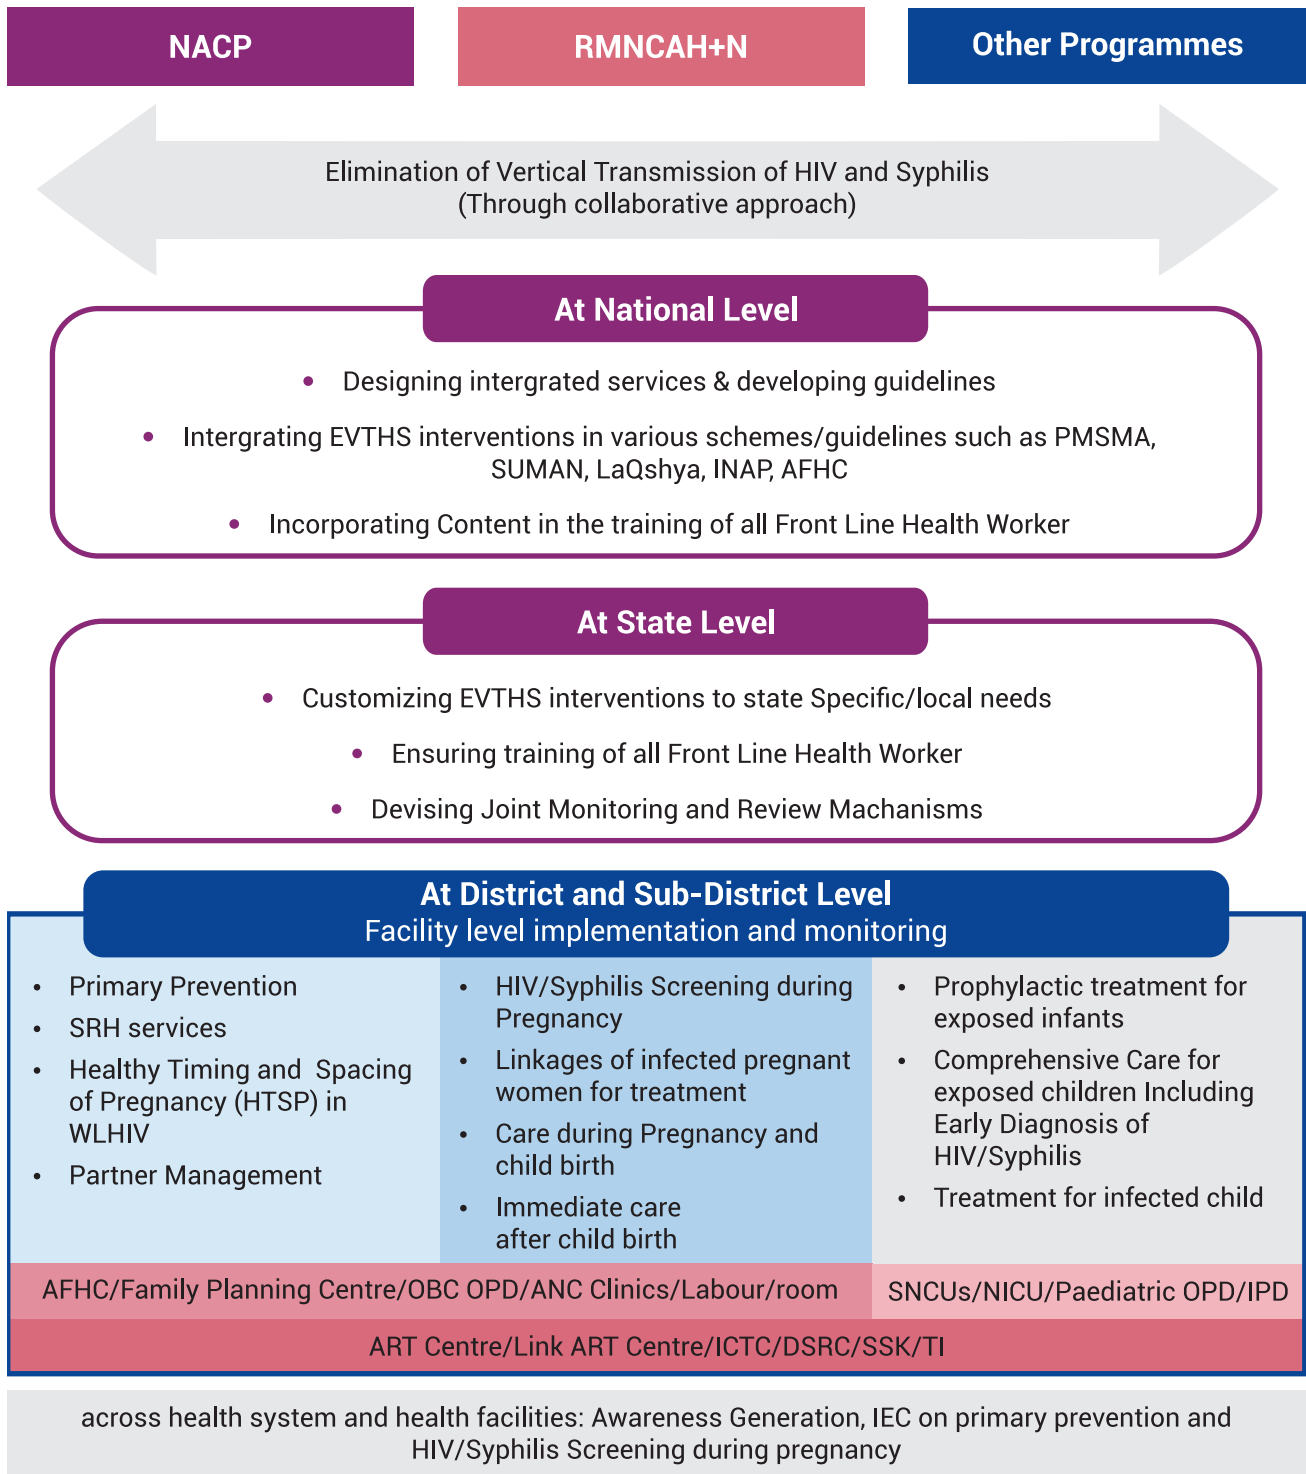 NACP
RMNCAH+N
Other Programmes
Elimination of Vertical Transmission of HIV and Syphilis
(Through collaborative approach)
At National Level
• Designing intergrated services & developing guidelines
• Intergrating EVTHS interventions in various schemes/guidelines such as PMSMA,
SUMAN, LaQshya, INAP, AFHC
• Incorporating Content in the training of all Front Line Health Worker
At State Level
• Customizing EVTHS interventions to state Specific/local needs
• Ensuring training of all Front Line Health Worker
• Devising Joint Monitoring and Review Machanisms
At District and Sub-District Level
Facility level implementation and monitoring
• Primary Prevention
• SRH services
• Healthy Timing and Spacing
of Pregnancy (HTSP) in
WLHIV
• Partner Management
• HIV/Syphilis Screening during
Pregnancy
• Linkages of infected pregnant
women for treatment
• Care during Pregnancy and
child birth
• Immediate care
after child birth
• Prophylactic treatment for
exposed infants
• Comprehensive Care for
exposed children Including
Early Diagnosis of
HIV/Syphilis
• Treatment for infected child
AFHC/Family Planning Centre/OBC OPD/ANC Clinics/Labour/room
SNCUs/NICU/Paediatric OPD/IPD
ART Centre/Link ART Centre/ICTC/DSRC/SSK/TI
across health system and health facilities: Awareness Generation, IEC on primary prevention and
HIV/Syphilis Screening during pregnancy